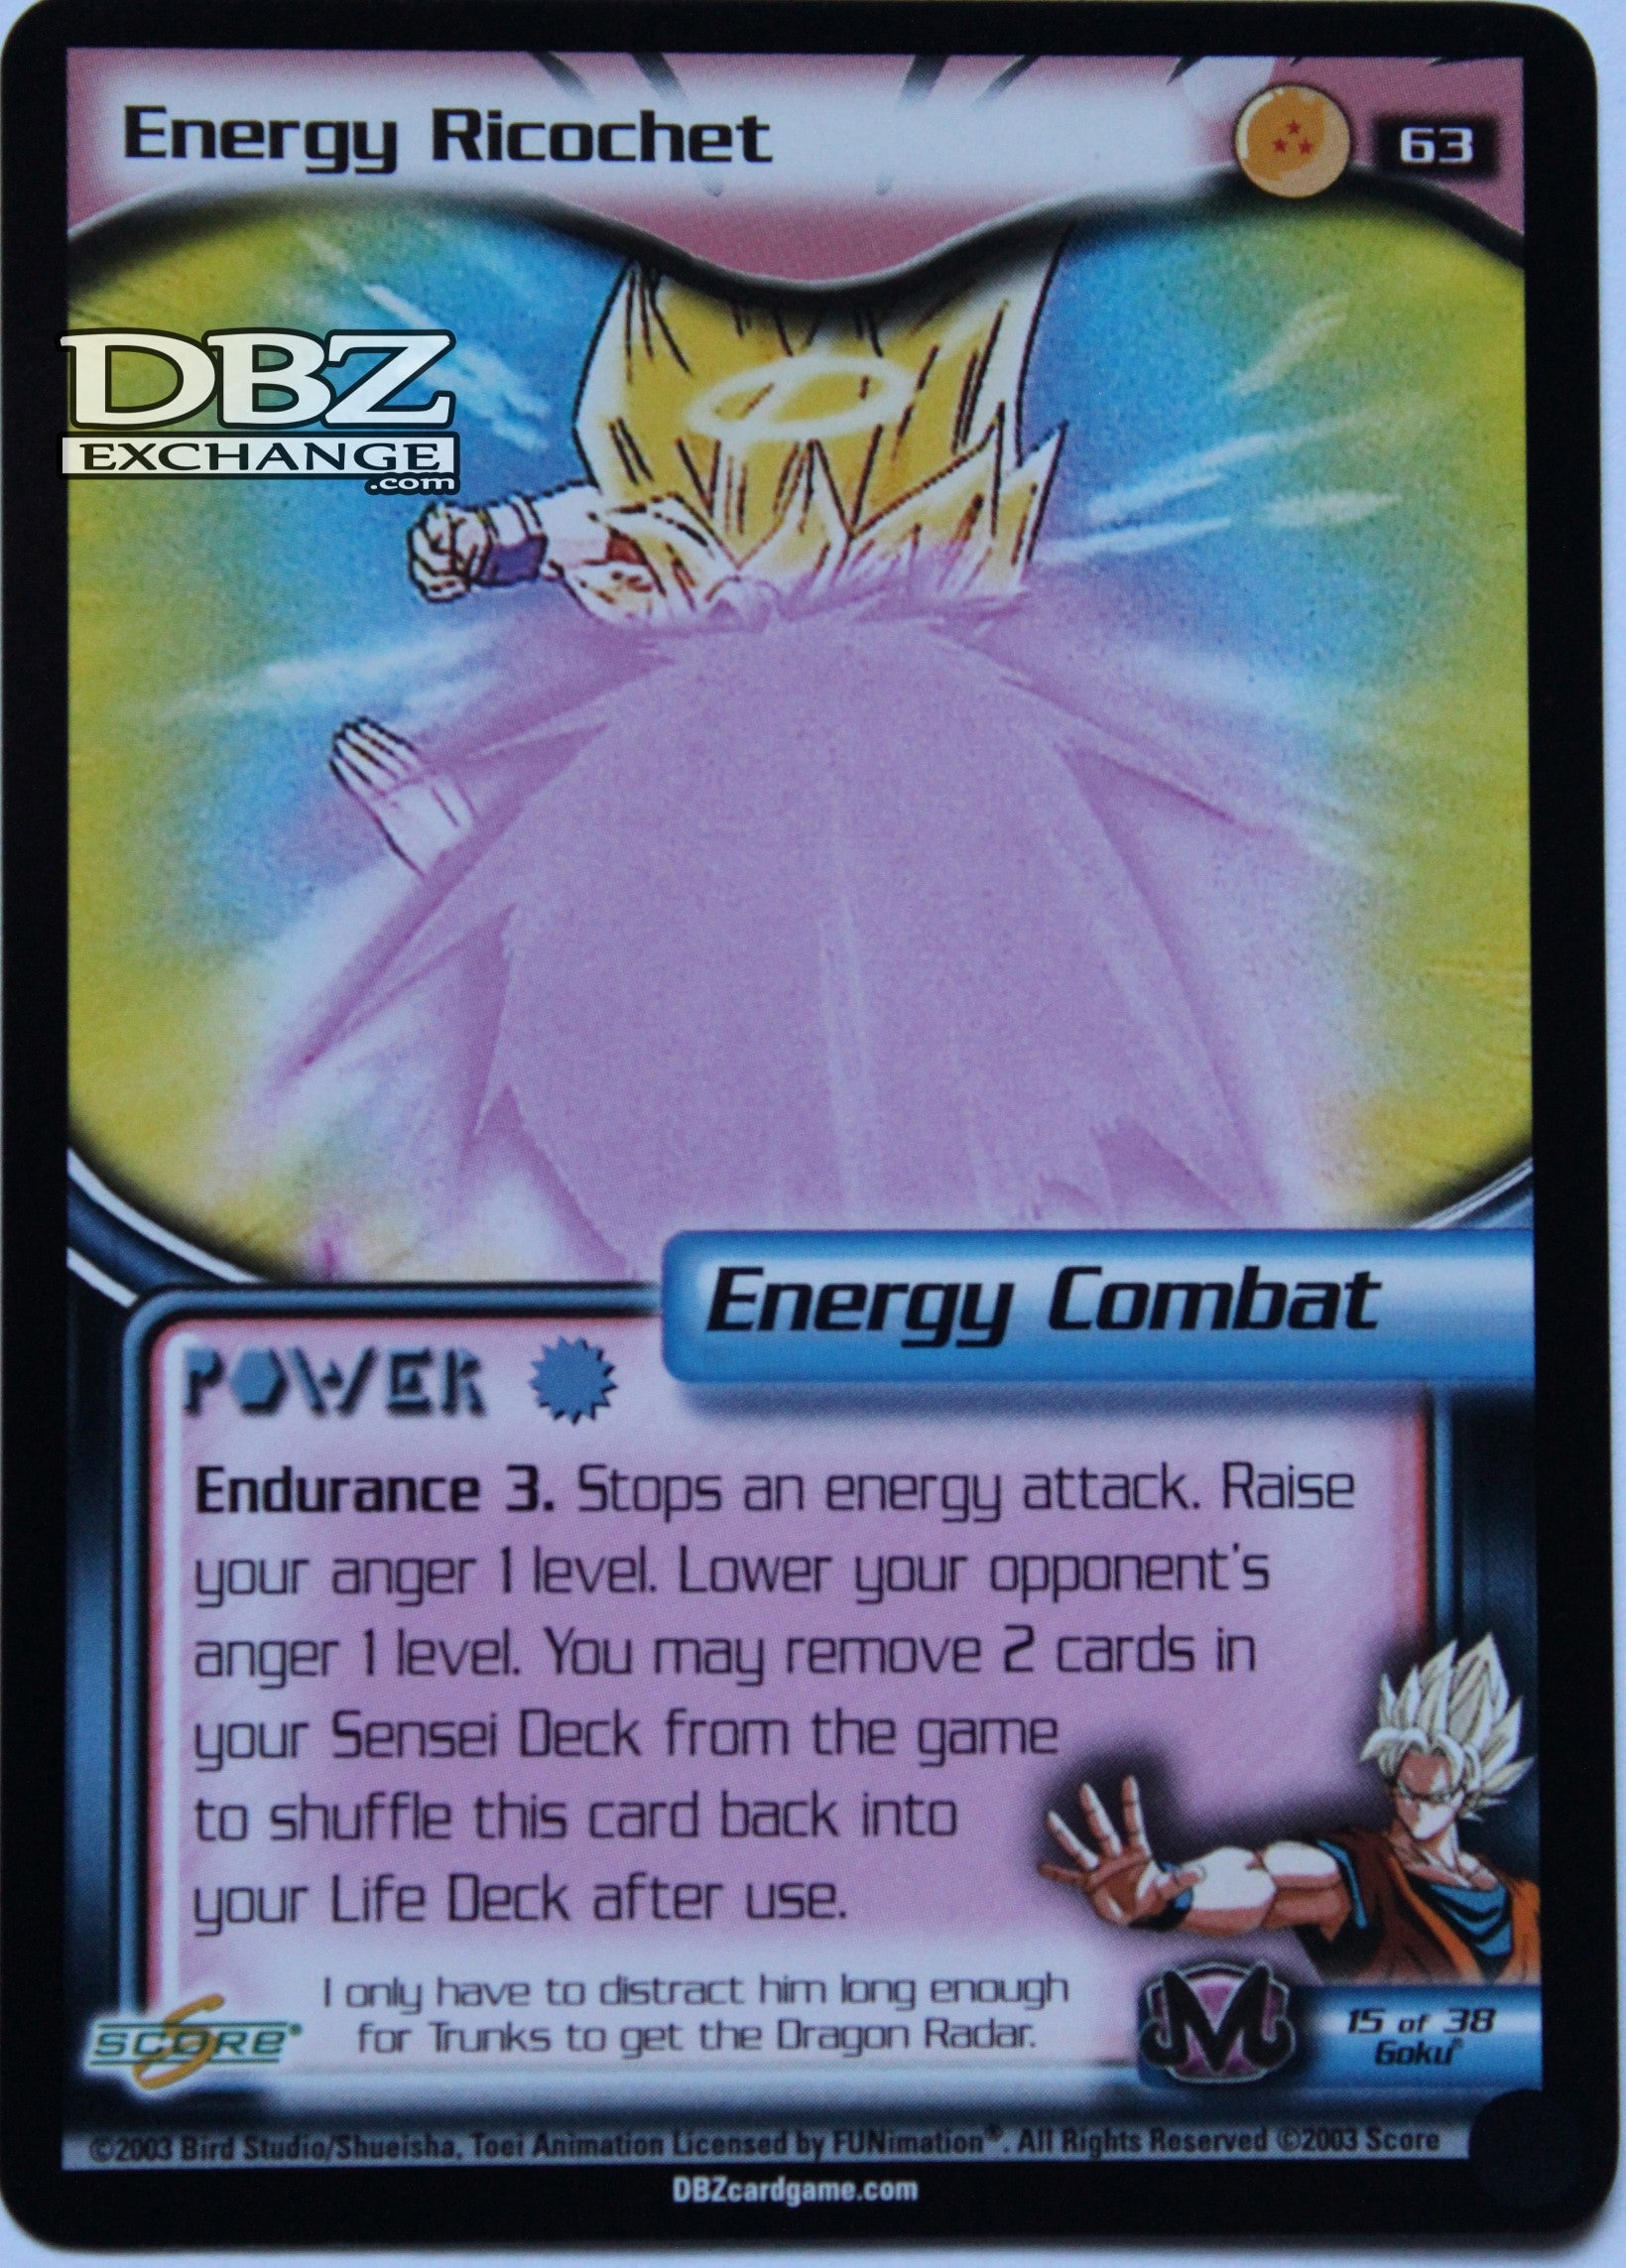 Energy Ricochet
63
DBZ
EXCHANGE
.com
Energy Combat
POWER
Endurance 3. Stops an energy attack. Raise
your anger 1 level. Lower your opponent's
anger 1 level. You may remove 2 cards in
your Sensei Deck from the game
to shuffle this card back into
your Life Deck after use.
I only have to distract him long enough
for Trunks to get the Dragon Radar.
SCORE®
M
15 of 38
Goku®
©2003 Bird Studio/Shueisha, Toei Animation Licensed by FUNimation®. All Rights Reserved ©2003 Score
DBZcardgame.com